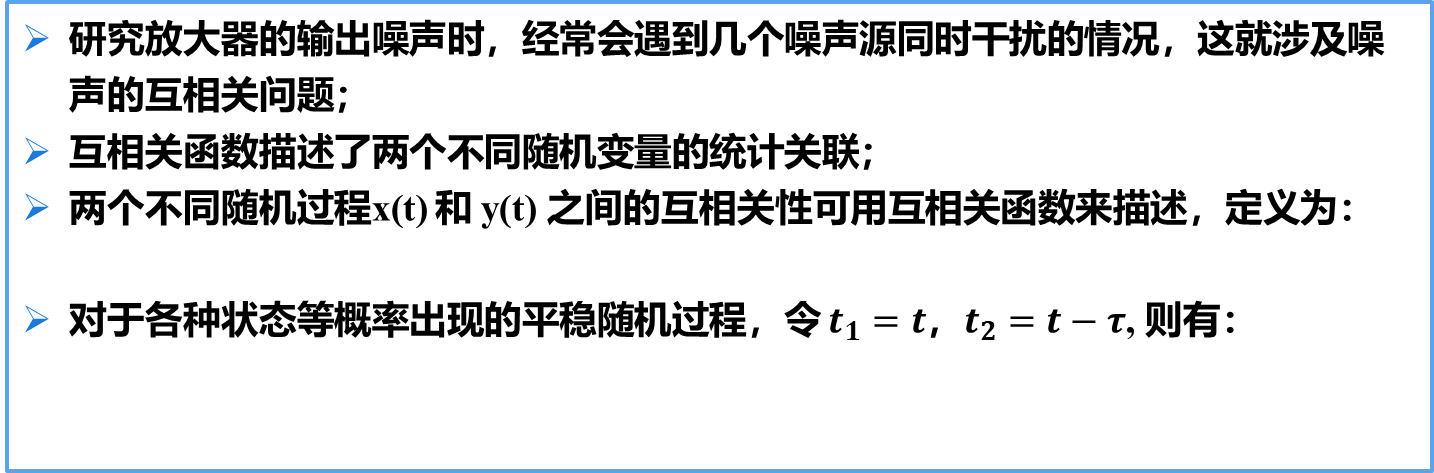 ➢ 研究放大器的输出噪声时，经常会遇到几个噪声源同时干扰的情况，这就涉及噪
声的互相关问题；
➢ 互相关函数描述了两个不同随机变量的统计关联；
➢ 两个不同随机过程x(t) 和 y(t) 之间的互相关性可用互相关函数来描述，定义为：
➢ 对于各种状态等概率出现的平稳随机过程，令 t₁ = t，t₂ = t − τ, 则有：